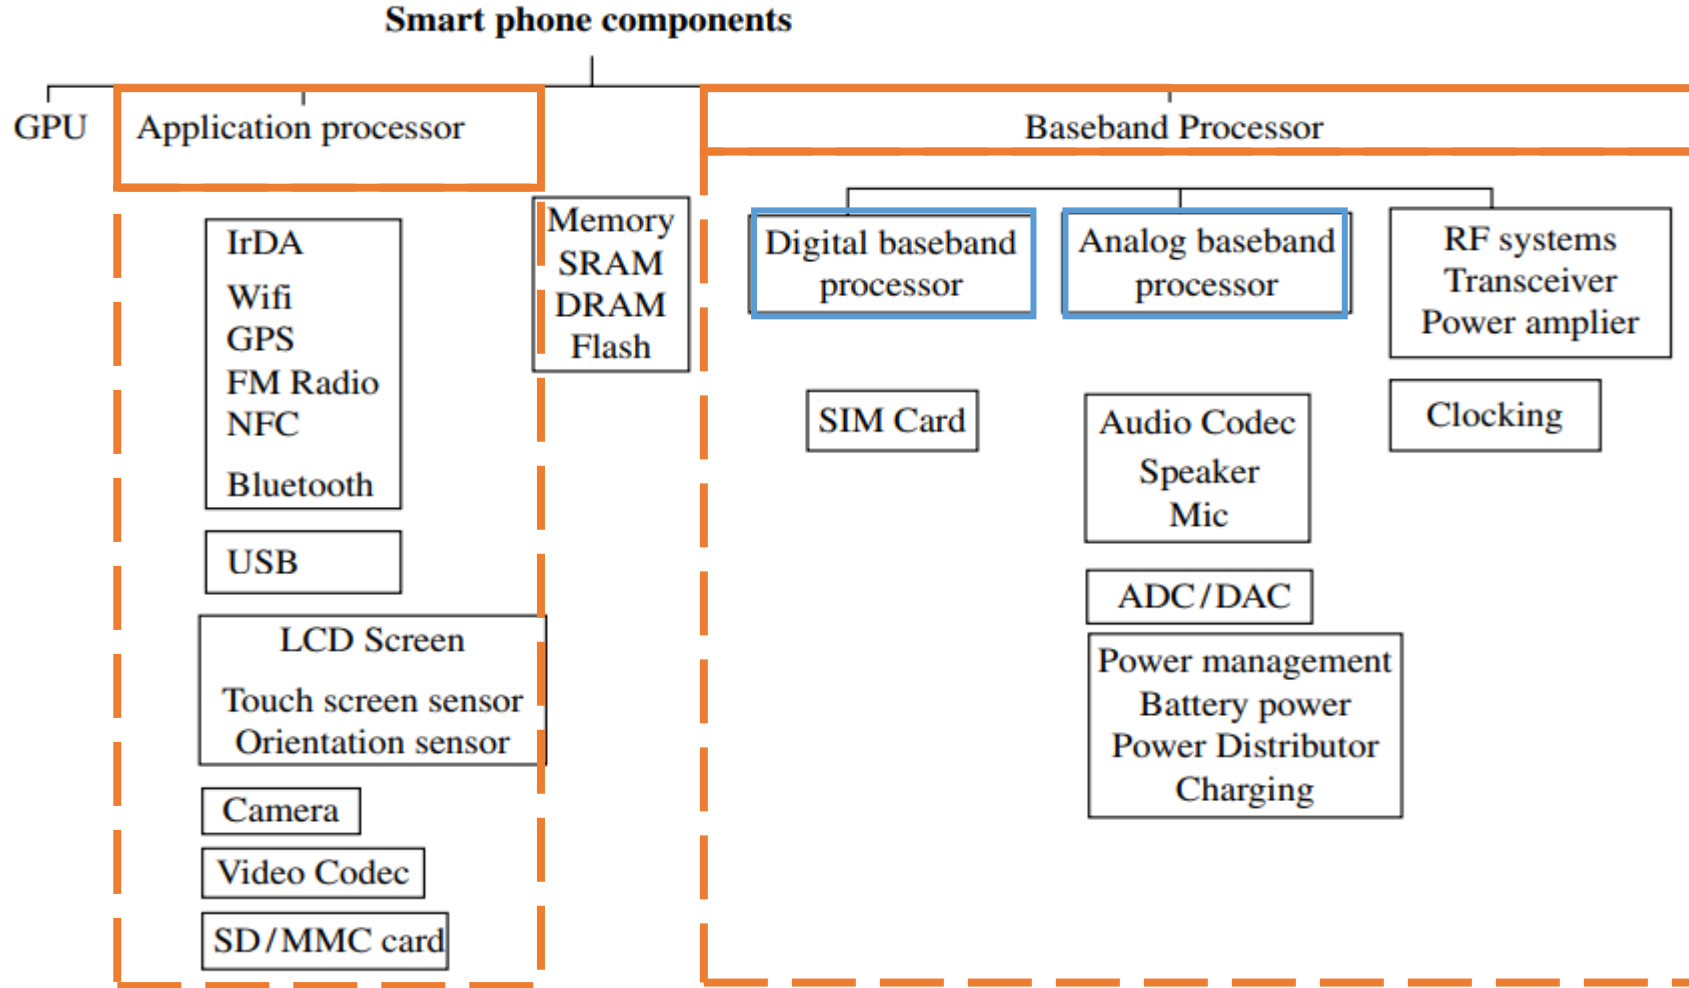 Smart phone components
GPU
Application processor
Baseband Processor
IrDA
Wifi
GPS
FM Radio
NFC
Bluetooth
USB
LCD Screen
Touch screen sensor
Orientation sensor
Camera
Video Codec
SD/MMC card
Memory
SRAM
DRAM
Flash
Digital baseband
processor
SIM Card
Analog baseband
processor
Audio Codec
Speaker
Mic
ADC/DAC
Power management
Battery power
Power Distributor
Charging
RF systems
Transceiver
Power amplier
Clocking